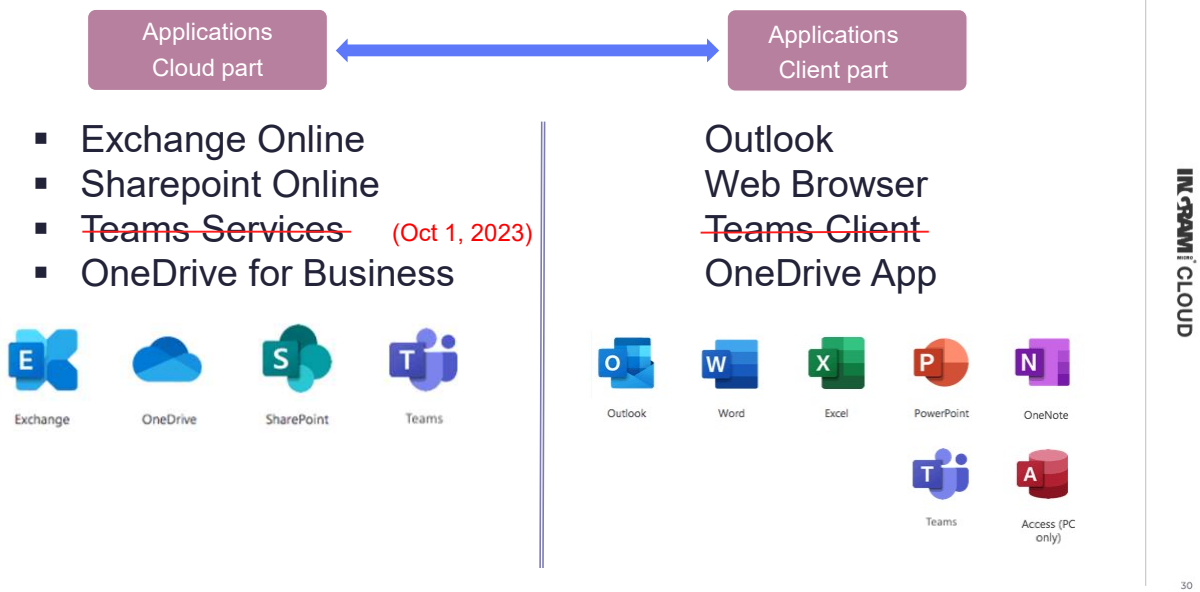 Applications
Cloud part
Applications
Client part
▪ Exchange Online
▪ Sharepoint Online
▪ Teams Services (Oct 1, 2023)
▪ OneDrive for Business
Outlook
Web Browser
Teams Client
OneDrive App
E
S
T
Exchange
OneDrive
SharePoint
Teams
O
W
X
P
N
Outlook
Word
Excel
PowerPoint
OneNote
T
A
Teams
Access (PC
only)
INGRAM MICRO CLOUD
30